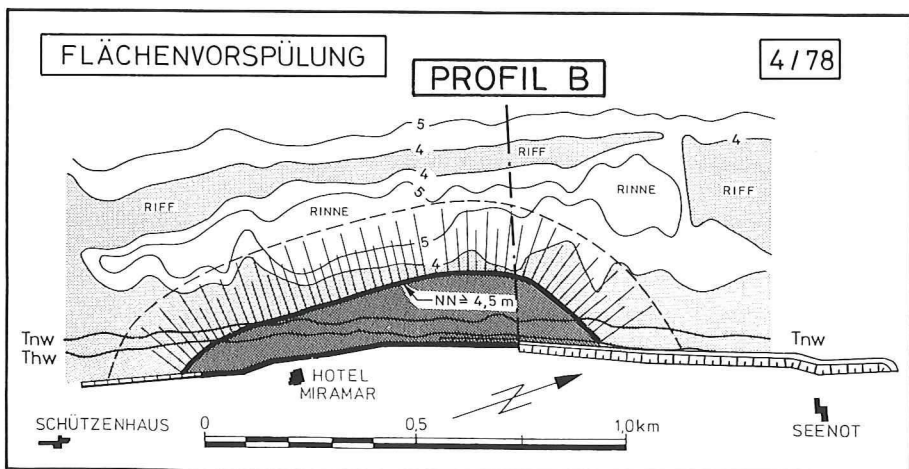 FLÄCHENVORSPÜLUNG
4/78
PROFIL B
5
4
4
RIFF
4
5
RIFF
RINNE
RINNE
RIFF
5
4
NN ≙ 4,5 m
Tnw
Thw
Tnw
HOTEL
MIRAMAR
SCHÜTZENHAUS
0
0,5
1,0 km
SEENOT